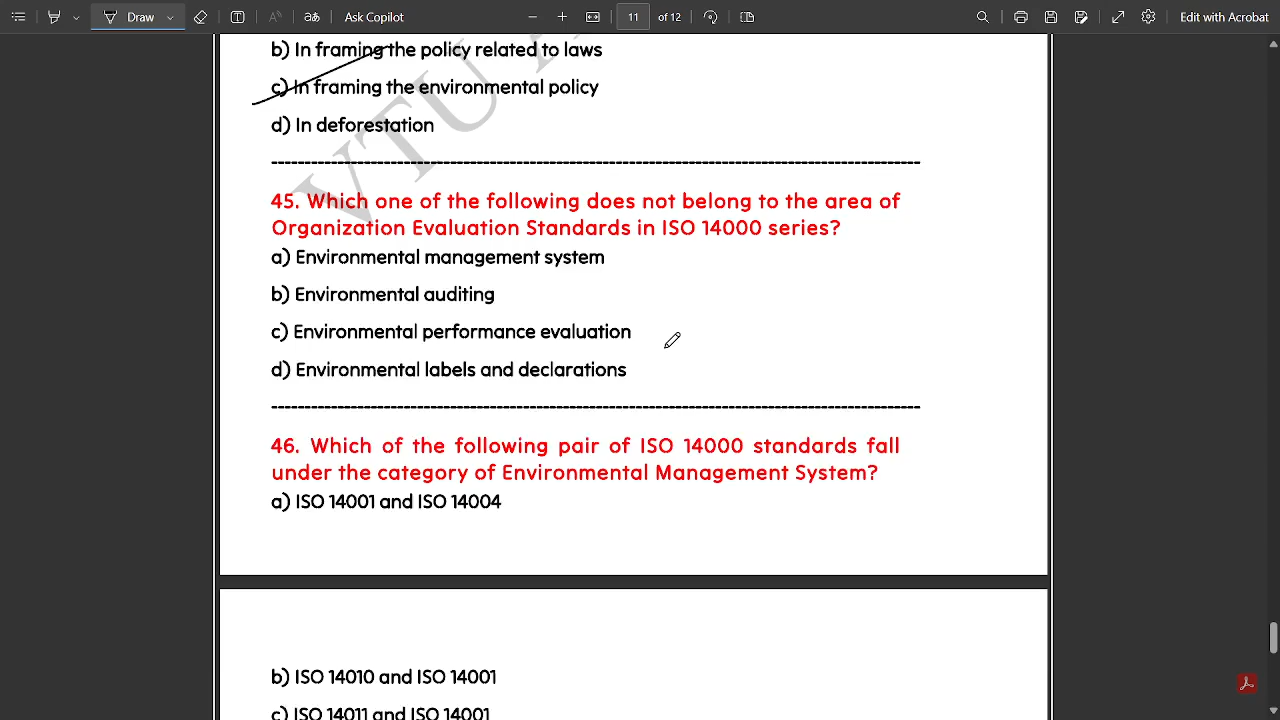 Draw
aあ
Ask Copilot
11 of 12
Edit with Acrobat
b) In framing the policy related to laws
c) In framing the environmental policy
d) In deforestation
VTU A
45. Which one of the following does not belong to the area of
Organization Evaluation Standards in ISO 14000 series?
a) Environmental management system
b) Environmental auditing
c) Environmental performance evaluation
d) Environmental labels and declarations
46. Which of the following pair of ISO 14000 standards fall
under the category of Environmental Management System?
a) ISO 14001 and ISO 14004
b) ISO 14010 and ISO 14001
c) ISO 14011 and ISO 14001